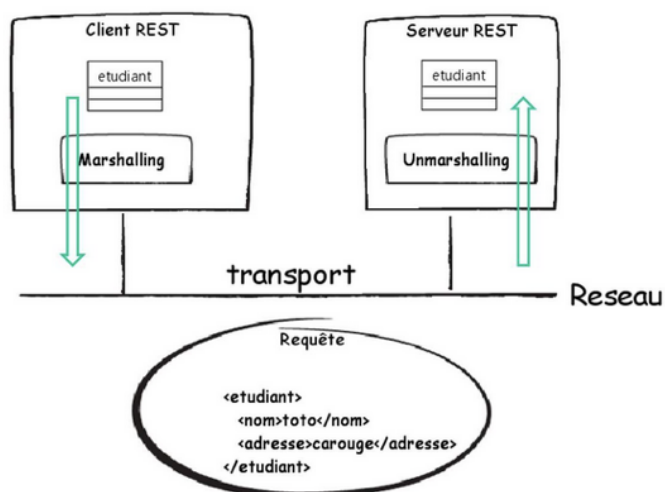 Client REST
etudiant
Marshalling
Serveur REST
etudiant
Unmarshalling
transport
Reseau
Requête
<etudiant>
<nom>toto</nom>
<adresse>carouge</adresse>
</etudiant>